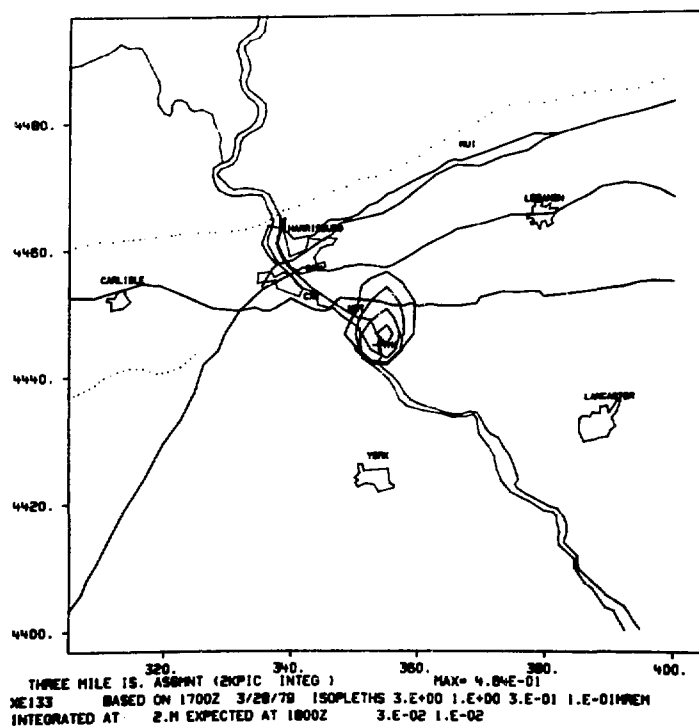 4480.
MUI
LEBANON
HARRISBURG
4460.
CARLISLE
4440.
LANCASTER
YORK
4420.
4400.
320. 340. 360. 380. 400.
THREE MILE IS. ASSMNT (2KPIC INTEG ) MAX= 4.84E-01
XE133 BASED ON 1700Z 3/28/79 ISOPLETHS 3.E+00 1.E+00 3.E-01 1.E-01MREM
INTEGRATED AT 2.M EXPECTED AT 1800Z 3.E-02 1.E-02